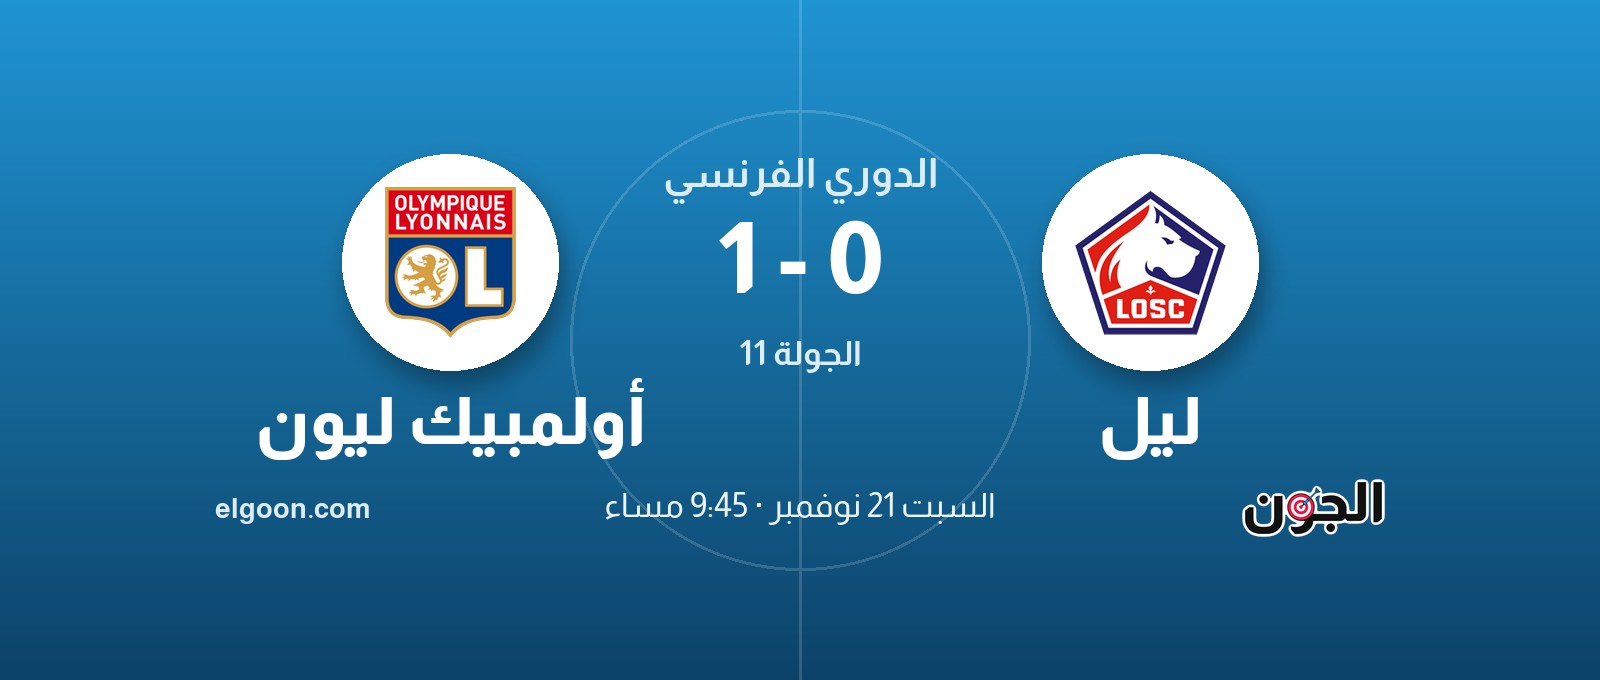 الدوري الفرنسي
1 - 0
الجولة 11
OLYMPIQUE
LYONNAIS
OL
LOSC
ليل
أولمبيك ليون
السبت 21 نوفمبر · 9:45 مساء
الجون
elgoon.com